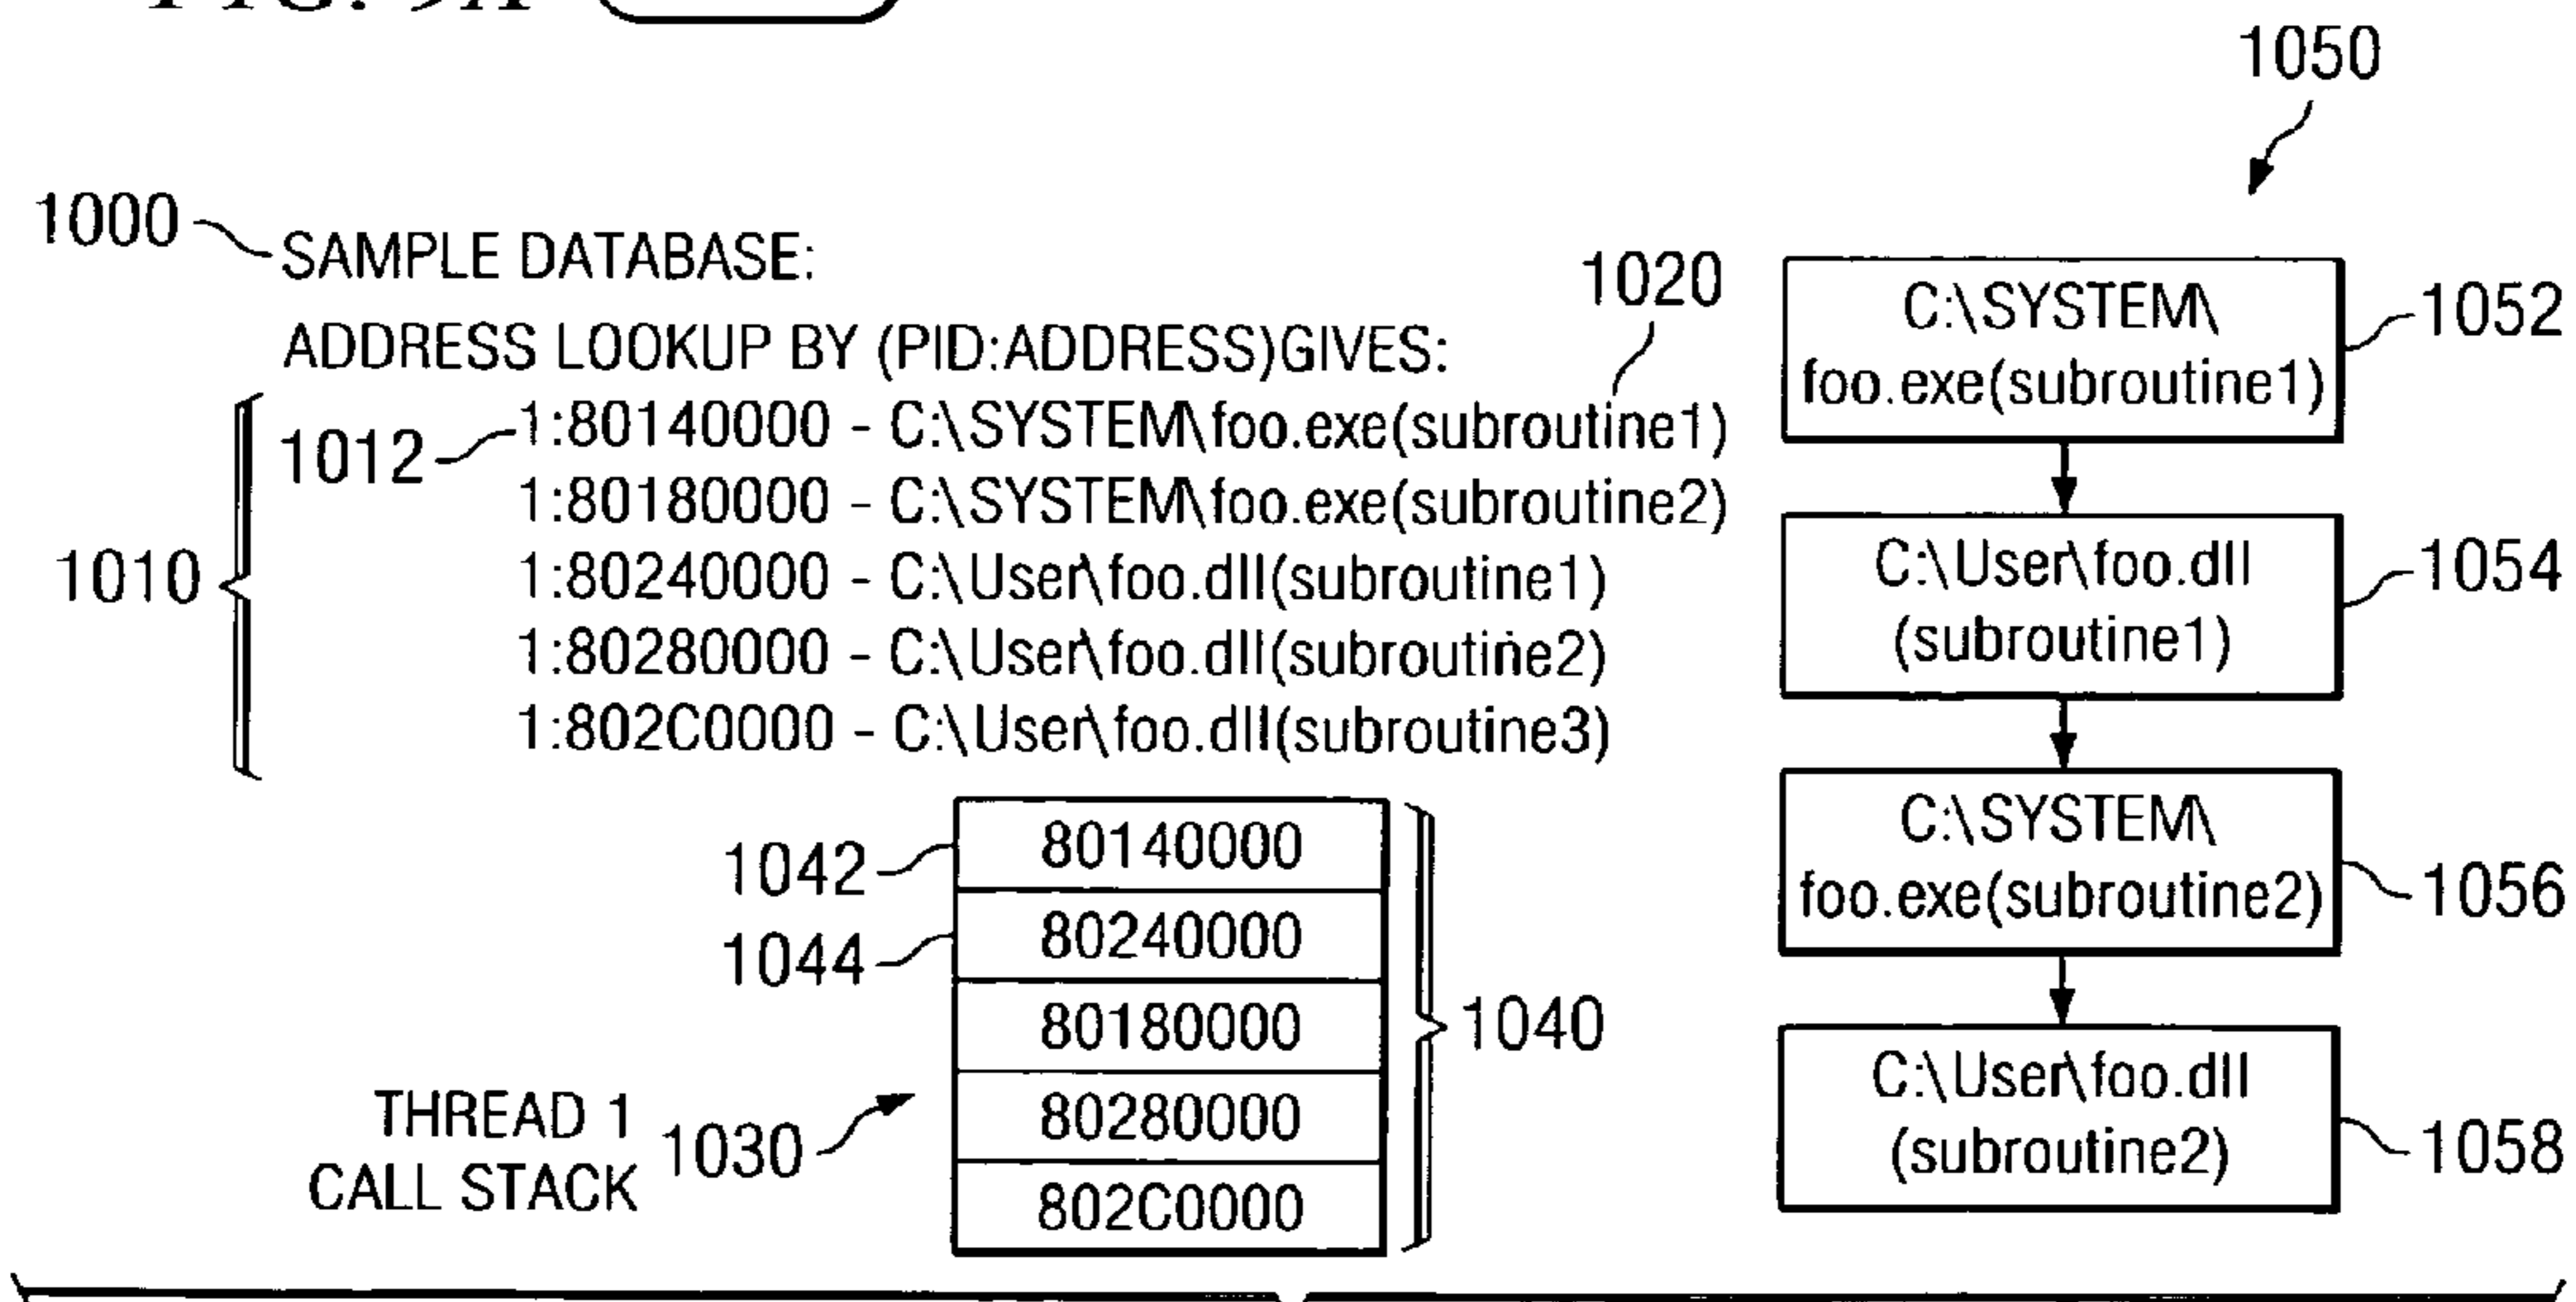 FIG. 9A
1050
1000
SAMPLE DATABASE:
1020
ADDRESS LOOKUP BY (PID:ADDRESS)GIVES:
1010
1012
1:80140000 - C:\SYSTEM\foo.exe(subroutine1)
1:80180000 - C:\SYSTEM\foo.exe(subroutine2)
1:80240000 - C:\User\foo.dll(subroutine1)
1:80280000 - C:\User\foo.dll(subroutine2)
1:802C0000 - C:\User\foo.dll(subroutine3)
1042
1044
80140000
80240000
80180000
80280000
802C0000
1040
THREAD 1
CALL STACK
1030
C:\SYSTEM\
foo.exe(subroutine1)
1052
C:\User\foo.dll
(subroutine1)
1054
C:\SYSTEM\
foo.exe(subroutine2)
1056
C:\User\foo.dll
(subroutine2)
1058